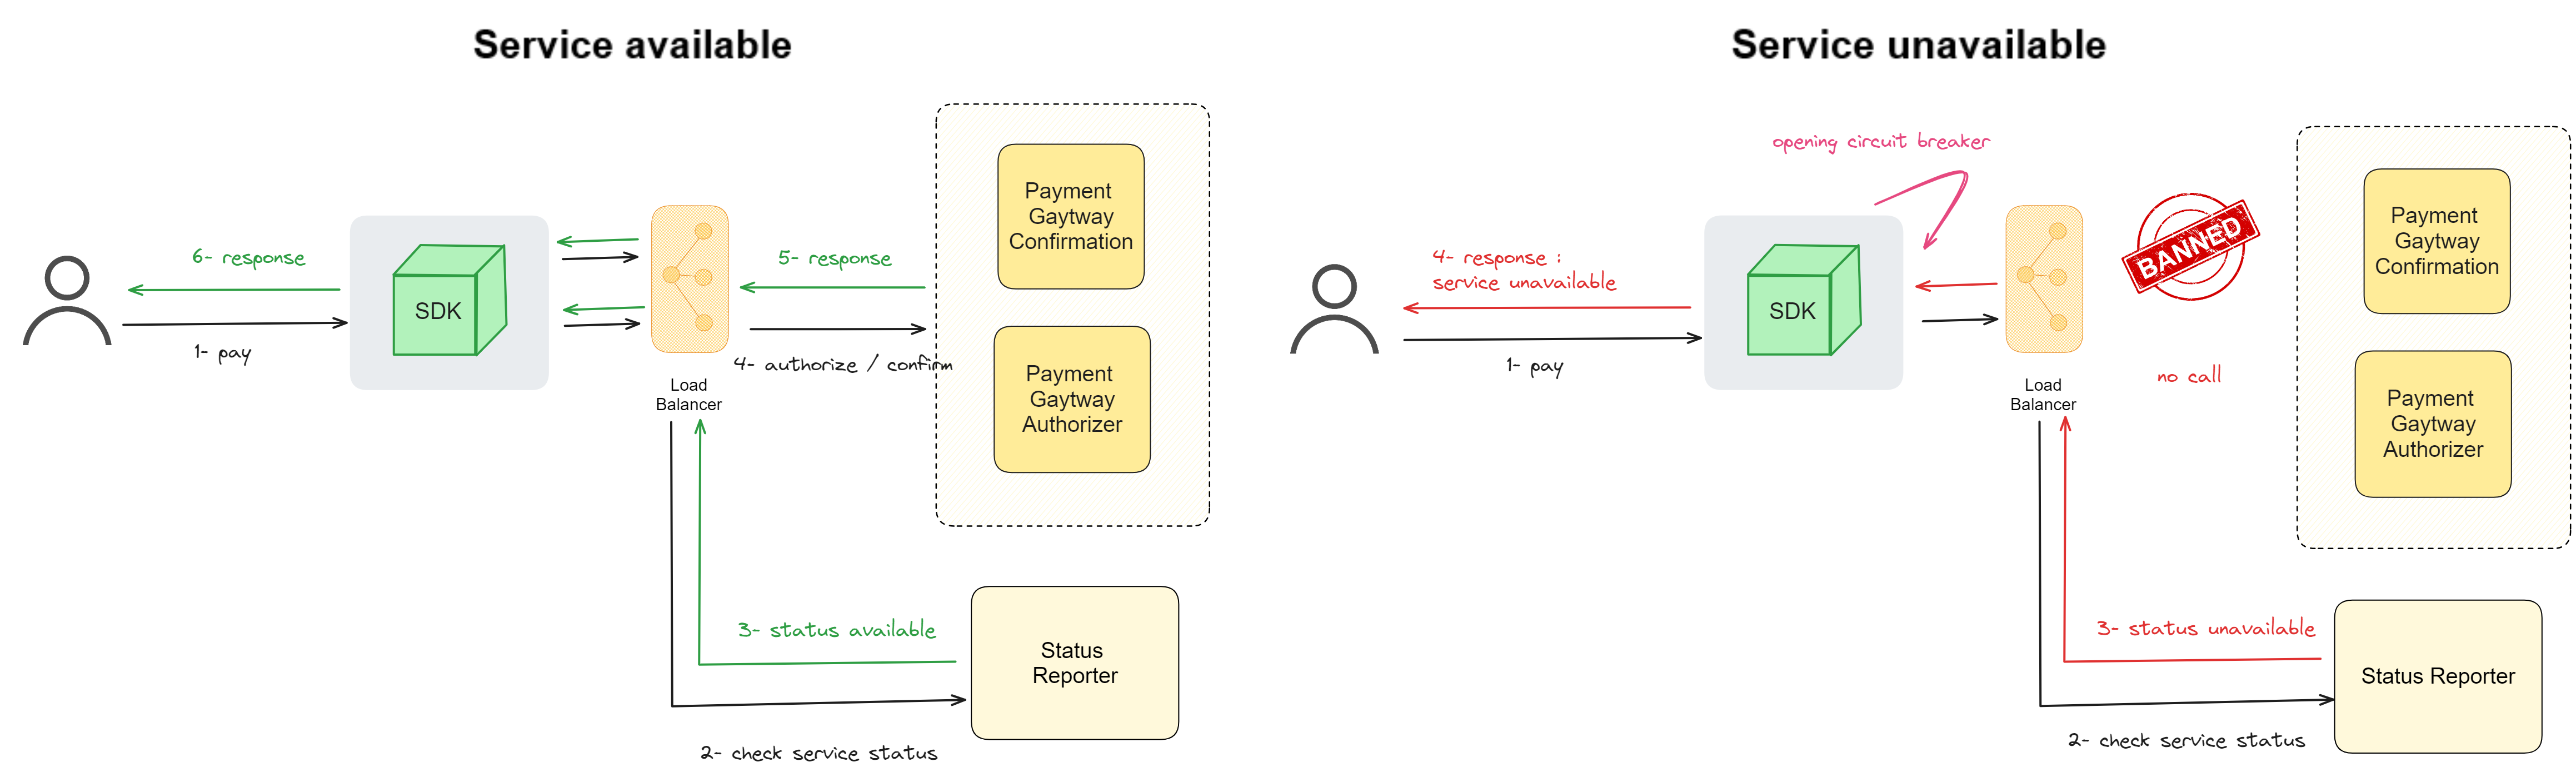 Service available
6- response
1- pay
SDK
Load
Balancer
5- response
4- authorize / confirm
Payment
Gaytway
Confirmation
Payment
Gaytway
Authorizer
3- status available
2- check service status
Status
Reporter
Service unavailable
opening circuit breaker
4- response :
service unavailable
1- pay
SDK
Load
Balancer
BANNED
no call
Payment
Gaytway
Confirmation
Payment
Gaytway
Authorizer
3- status unavailable
2- check service status
Status Reporter